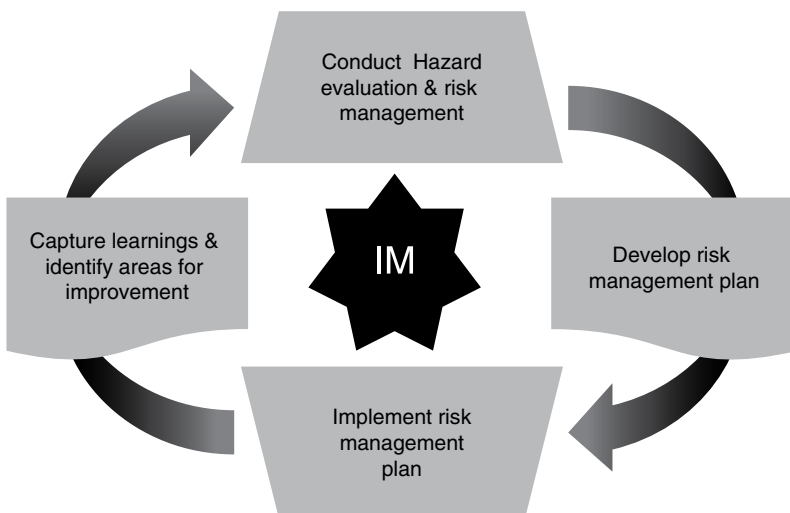 Conduct Hazard
evaluation & risk
management
Capture learnings &
identify areas for
improvement
IM
Develop risk
management plan
Implement risk
management
plan